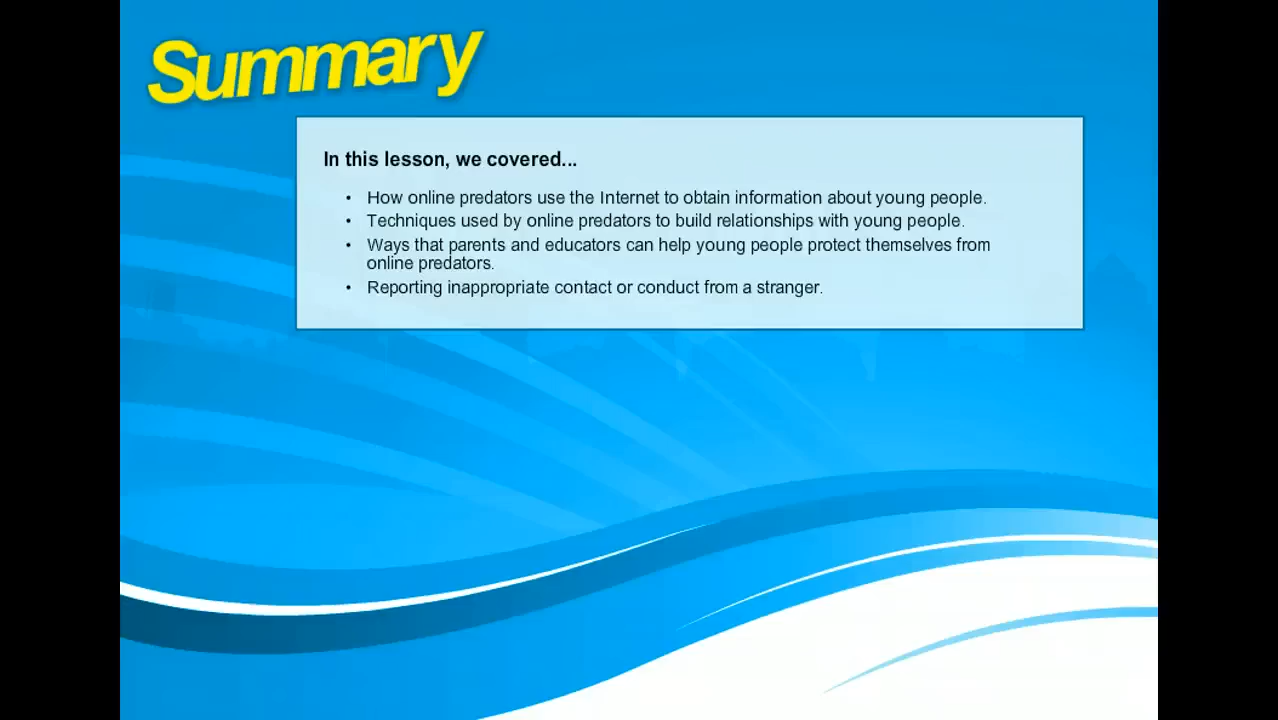 Summary
In this lesson, we covered...
• How online predators use the Internet to obtain information about young people.
• Techniques used by online predators to build relationships with young people.
• Ways that parents and educators can help young people protect themselves from
online predators.
• Reporting inappropriate contact or conduct from a stranger.